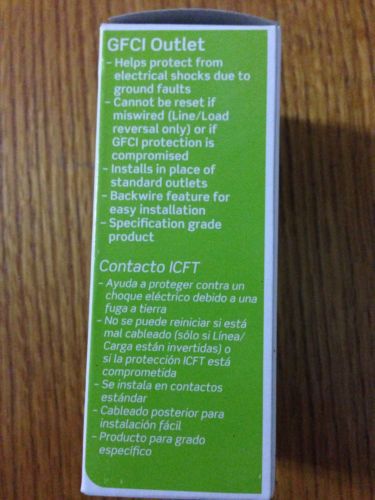 GFCI Outlet
- Helps protect from
electrical shocks due to
ground faults
- Cannot be reset if
miswired (Line/Load
reversal only) or if
GFCI protection is
compromised
- Installs in place of
standard outlets
- Backwire feature for
easy installation
- Specification grade
product
Contacto ICFT
- Ayuda a proteger contra un
choque eléctrico debido a una
fuga a tierra
- No se puede reiniciar si está
mal cableado (sólo si Línea/
Carga están invertidas) o
si la protección ICFT está
comprometida
- Se instala en contactos
estándar
- Cableado posterior para
instalación fácil
- Producto para grado
específico